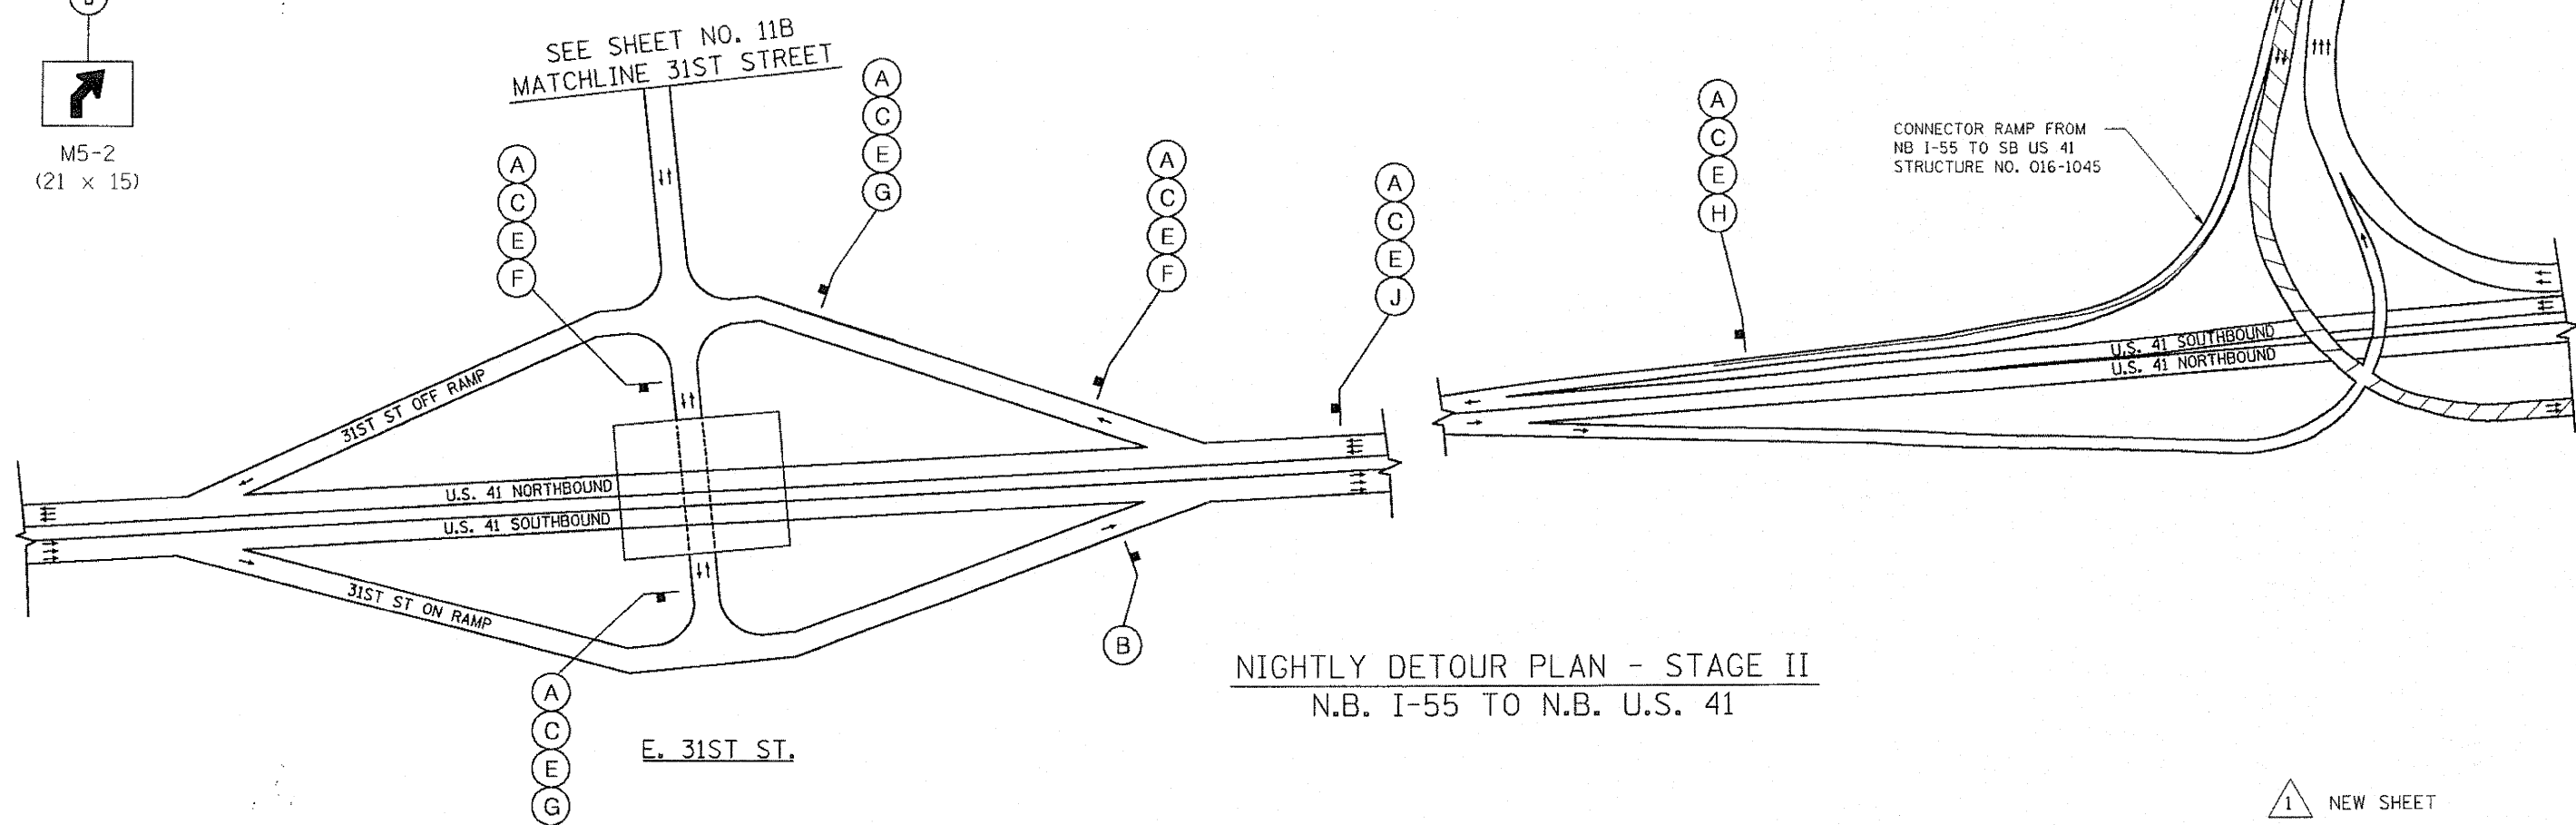 M5-2
(21 x 15)
SEE SHEET NO. 11B
MATCHLINE 31ST STREET
A
C
E
F
A
C
E
G
A
C
E
F
A
C
E
J
A
C
E
H
CONNECTOR RAMP FROM
NB I-55 TO SB US 41
STRUCTURE NO. 016-1045
31ST ST OFF RAMP
U.S. 41 NORTHBOUND
U.S. 41 SOUTHBOUND
31ST ST ON RAMP
U.S. 41 SOUTHBOUND
U.S. 41 NORTHBOUND
B
A
C
E
G
E. 31ST ST.
NIGHTLY DETOUR PLAN - STAGE II
N.B. I-55 TO N.B. U.S. 41
1 NEW SHEET